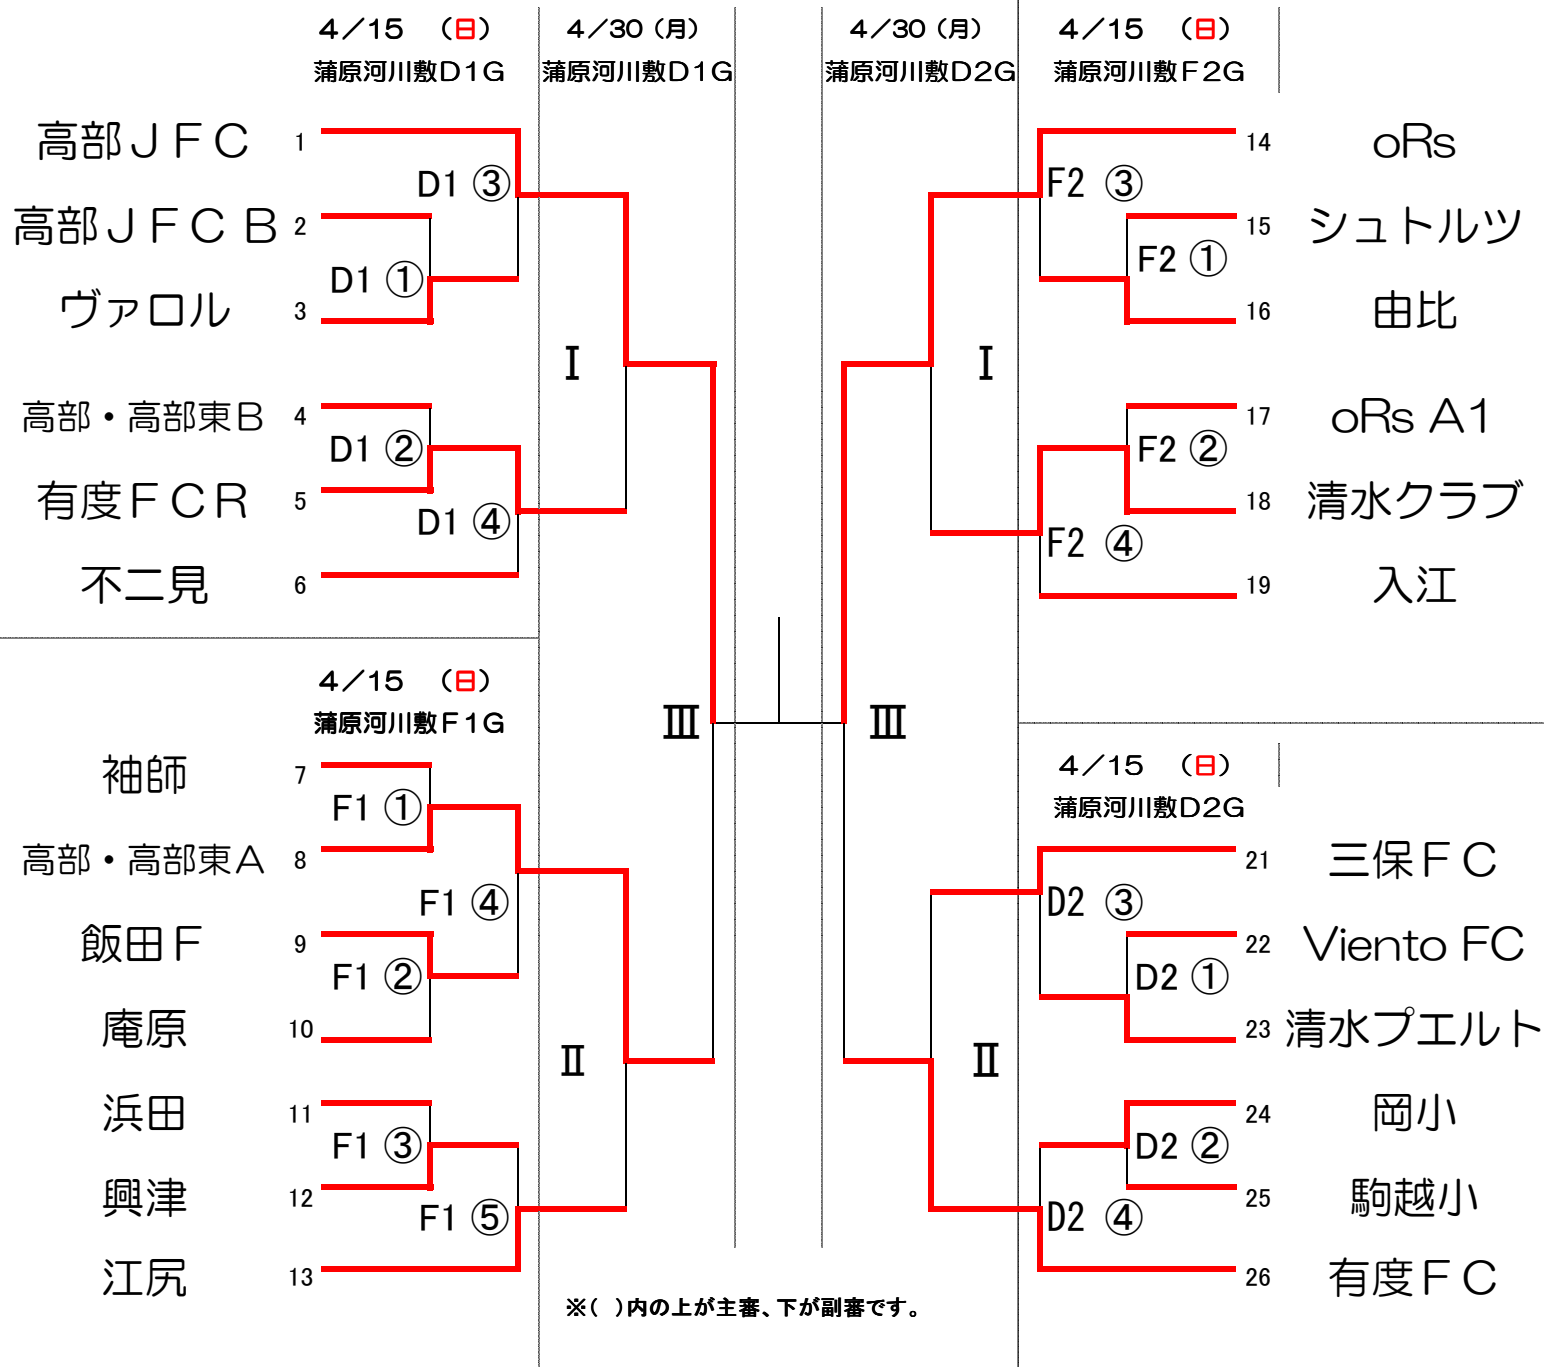 4／15　（日）
蒲原河川敷D1G
4／30（月）
蒲原河川敷D1G
4／30（月）
蒲原河川敷D2G
4／15　（日）
蒲原河川敷F2G
高部ＪＦＣ 1
高部ＪＦＣ B 2
ヴァロル 3
高部・高部東B 4
有度ＦＣR 5
不二見 6
D1 ③
D1 ①
D1 ②
D1 ④
Ⅰ
4／15　（日）
蒲原河川敷F1G
袖師 7
高部・高部東A 8
飯田Ｆ 9
庵原 10
浜田 11
興津 12
江尻 13
F1 ①
F1 ④
F1 ②
F1 ③
F1 ⑤
Ⅱ
Ⅲ
Ⅲ
14 oRs
15 シュトルツ
16 由比
17 oRs A1
18 清水クラブ
19 入江
F2 ③
F2 ①
F2 ②
F2 ④
Ⅰ
4／15　（日）
蒲原河川敷D2G
21 三保ＦＣ
22 Viento FC
23 清水プエルト
24 岡小
25 駒越小
26 有度ＦＣ
D2 ③
D2 ①
D2 ②
D2 ④
Ⅱ
※(　)内の上が主審、下が副審です。